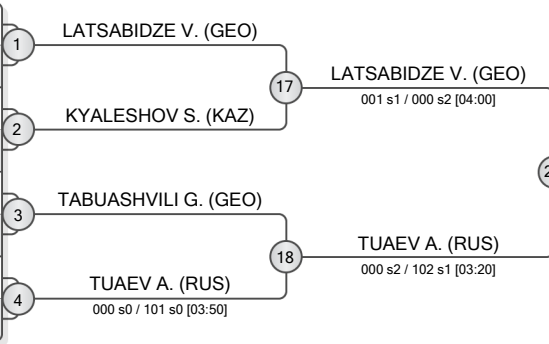 1
LATSABIDZE V. (GEO)
17
LATSABIDZE V. (GEO)
001 s1 / 000 s2 [04:00]
2
KYALESHOV S. (KAZ)
3
TABUASHVILI G. (GEO)
18
TUAEV A. (RUS)
000 s2 / 102 s1 [03:20]
4
TUAEV A. (RUS)
000 s0 / 101 s0 [03:50]